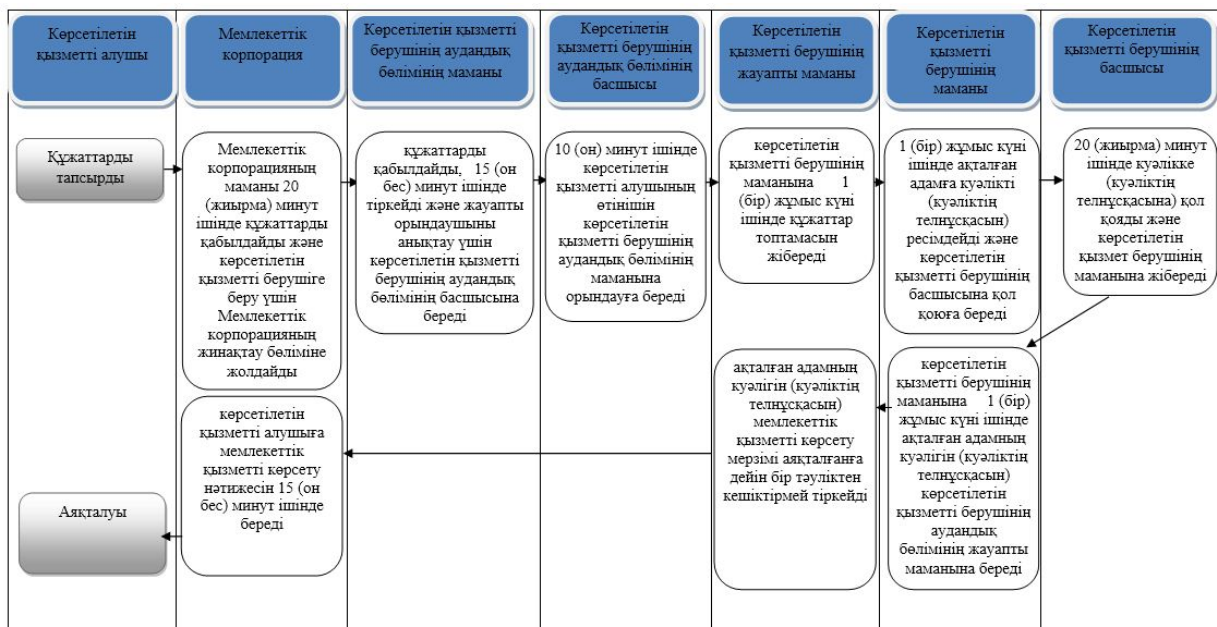 Көрсетілетін
қызметті алушы
Мемлекеттік
корпорация
Көрсетілетін қызметті
берушінің аудандық
бөлімінің маманы
Көрсетілетін
қызметті берушінің
аудандық бөлімінің
басшысы
Көрсетілетін
қызметті берушінің
жауапты маманы
Көрсетілетін
қызметті
берушінің
маманы
Көрсетілетін
қызметті берушінің
басшысы
Құжаттарды
тапсырды
Мемлекеттік
корпорацияның
маманы 20
(жиырма) минут
ішінде құжаттарды
қабылдайды және
көрсетілетін
қызметті берушіге
беру үшін
Мемлекеттік
корпорацияның
жинақтау бөліміне
жолдайды
құжаттарды
қабылдайды, 15 (он
бес) минут ішінде
тіркейді және жауапты
орындаушыны
анықтау үшін
көрсетілетін қызметті
берушінің аудандық
бөлімінің басшысына
береді
10 (он) минут ішінде
көрсетілетін
қызметті алушының
өтінішін
көрсетілетін
қызметті берушінің
аудандық бөлімінің
маманына
орындауға береді
көрсетілетін
қызметті берушінің
маманына 1
(бір) жұмыс күні
ішінде құжаттар
топтамасын
жібереді
1 (бір) жұмыс күні
ішінде ақталған
адамға куәлікті
(куәліктің
телнұсқасын)
ресімдейді және
көрсетілетін
қызметті берушінің
басшысына қол
қоюға береді
20 (жиырма) минут
ішінде куәлікке
(куәліктің
телнұсқасына) қол
қояды және
көрсетілетін
қызмет берушінің
маманына жібереді
көрсетілетін
қызметті берушінің
маманына 1 (бір)
жұмыс күні ішінде
ақталған адамның
куәлігін (куәліктің
телнұсқасын)
көрсетілетін
қызметті берушінің
аудандық
бөлімінің жауапты
маманына береді
ақталған адамның
куәлігін (куәліктің
телнұсқасын)
мемлекеттік
қызметті көрсету
мерзімі аяқталғанға
дейін бір тәуліктен
кешіктірмей тіркейді
көрсетілетін
қызметті алушыға
мемлекеттік
қызметті көрсету
нәтижесін 15 (он
бес) минут ішінде
береді
Аяқталуы